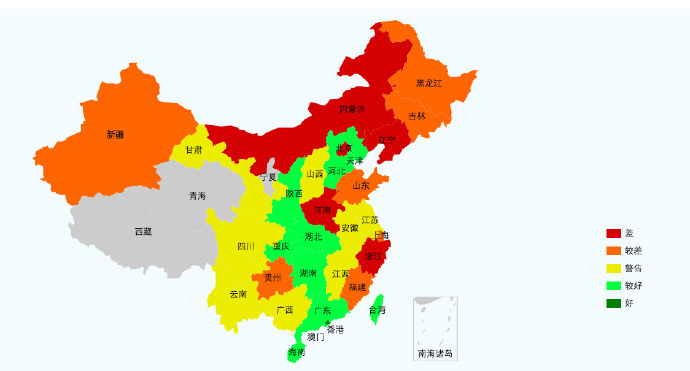 黑龙江
内蒙古
吉林
新疆
辽宁
北京
甘肃
天津
河北
宁夏
山西
山东
青海
陕西
河南
江苏
安徽
西藏
上海
湖北
四川
重庆
浙江
湖南
江西
贵州
福建
云南
广西
广东
台湾
香港
澳门
海南
南海诸岛
差
较差
警告
较好
好